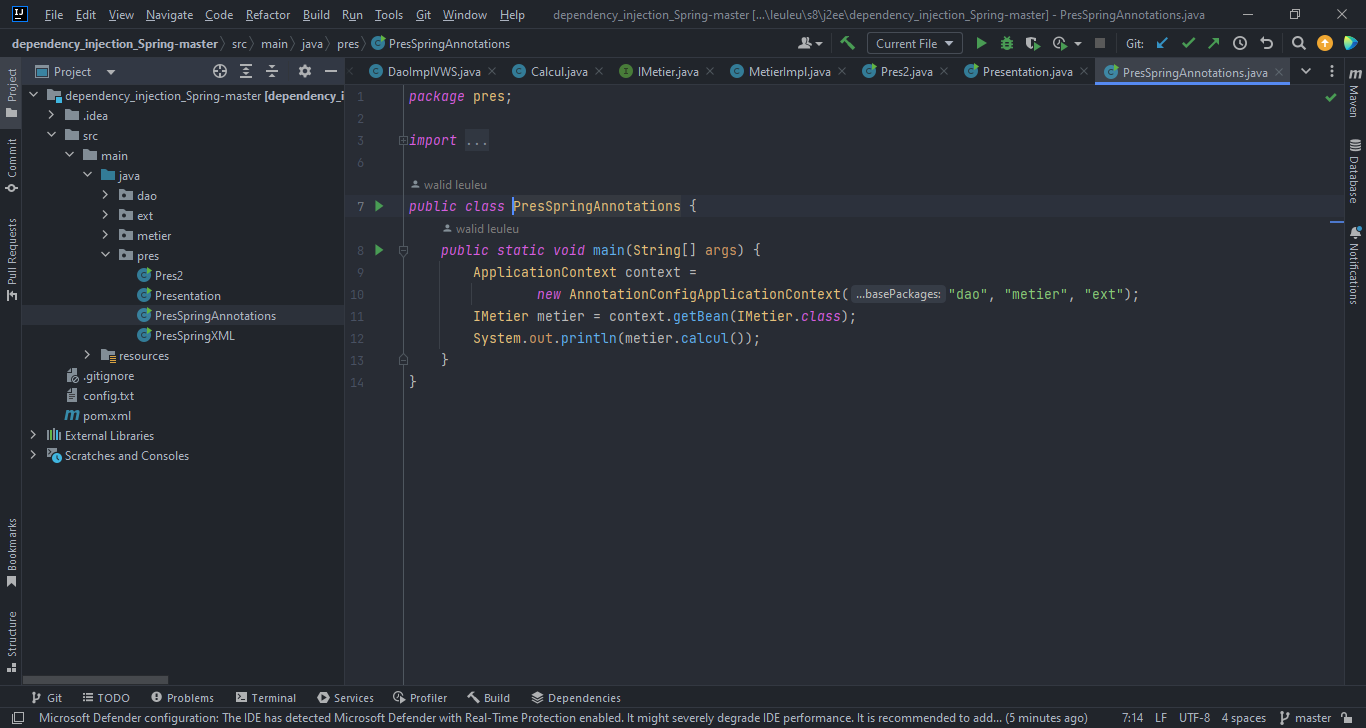 File Edit View Navigate Code Refactor Build Run Tools Git Window Help dependency_injection_Spring-master [...\leuleu\s8\j2ee\dependency_injection_Spring-master] - PresSpringAnnotations.java
dependency_injection_Spring-master src main java pres PresSpringAnnotations Current File Git:
Project DaoImplVWS.java Calcul.java IMetier.java MetierImpl.java Pres2.java Presentation.java PresSpringAnnotations.java
Project
Commit
Pull Requests
Bookmarks
Structure
dependency_injection_Spring-master [dependency_i
.idea
src
main
java
dao
ext
metier
pres
Pres2
Presentation
PresSpringAnnotations
PresSpringXML
resources
.gitignore
config.txt
m pom.xml
External Libraries
Scratches and Consoles
1 package pres;
2
3 import ...
6
walid leuleu
7 public class PresSpringAnnotations {
walid leuleu
8 public static void main(String[] args) {
9 ApplicationContext context =
10 new AnnotationConfigApplicationContext( ...basePackages: "dao", "metier", "ext");
11 IMetier metier = context.getBean(IMetier.class);
12 System.out.println(metier.calcul());
13 }
14 }
m
Maven
Database
Notifications
Git TODO Problems Terminal Services Profiler Build Dependencies
Microsoft Defender configuration: The IDE has detected Microsoft Defender with Real-Time Protection enabled. It might severely degrade IDE performance. It is recommended to add... (5 minutes ago) 7:14 LF UTF-8 4 spaces master